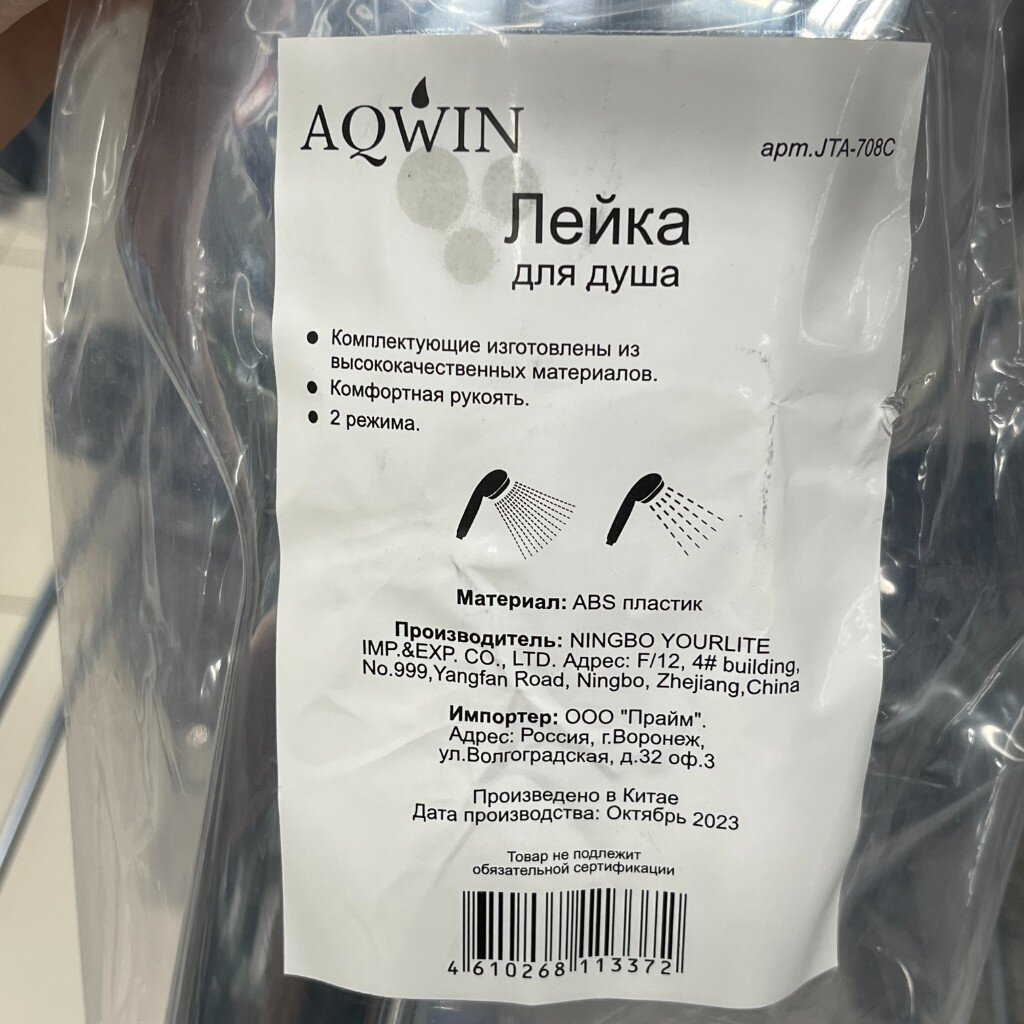 AQWIN
арт.JTA-708C
Лейка
для душа
Комплектующие изготовлены из
высококачественных материалов.
Комфортная рукоять.
2 режима.
Материал: ABS пластик
Производитель: NINGBO YOURLITE
IMP.&EXP. CO., LTD. Адрес: F/12, 4# building,
No.999,Yangfan Road, Ningbo, Zhejiang,China
Импортер: ООО "Прайм".
Адрес: Россия, г.Воронеж,
ул.Волгоградская, д.32 оф.3
Произведено в Китае
Дата производства: Октябрь 2023
Товар не подлежит
обязательной сертификации
4 610268 113372